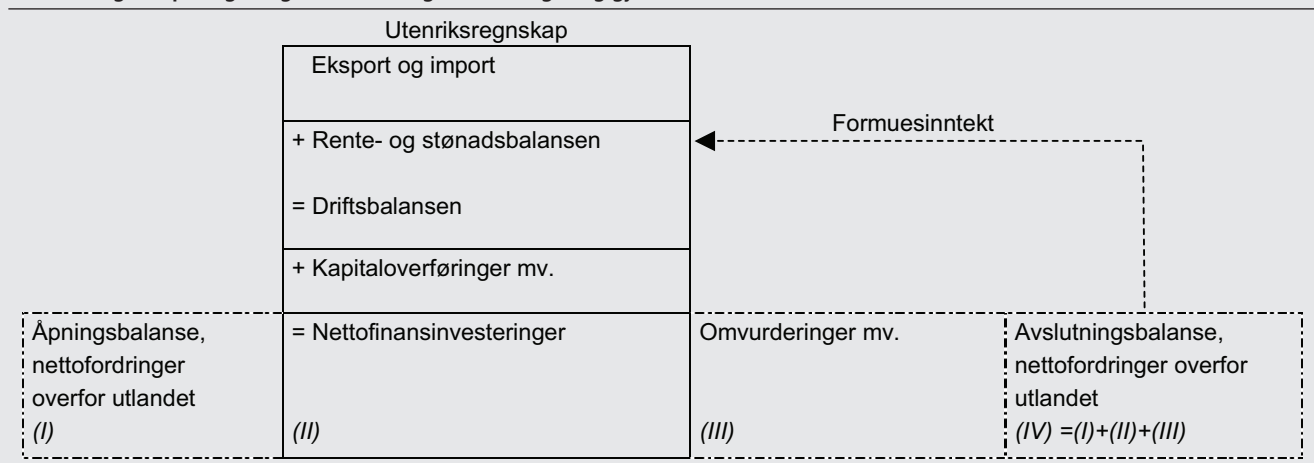 Utenriksregnskap
Eksport og import
+ Rente- og stønadsbalansen
Formuesinntekt
= Driftsbalansen
+ Kapitaloverføringer mv.
Åpningsbalanse,
nettofordringer
overfor utlandet
(I)
= Nettofinansinvesteringer
(II)
Omvurderinger mv.
(III)
Avslutningsbalanse,
nettofordringer overfor
utlandet
(IV) =(I)+(II)+(III)